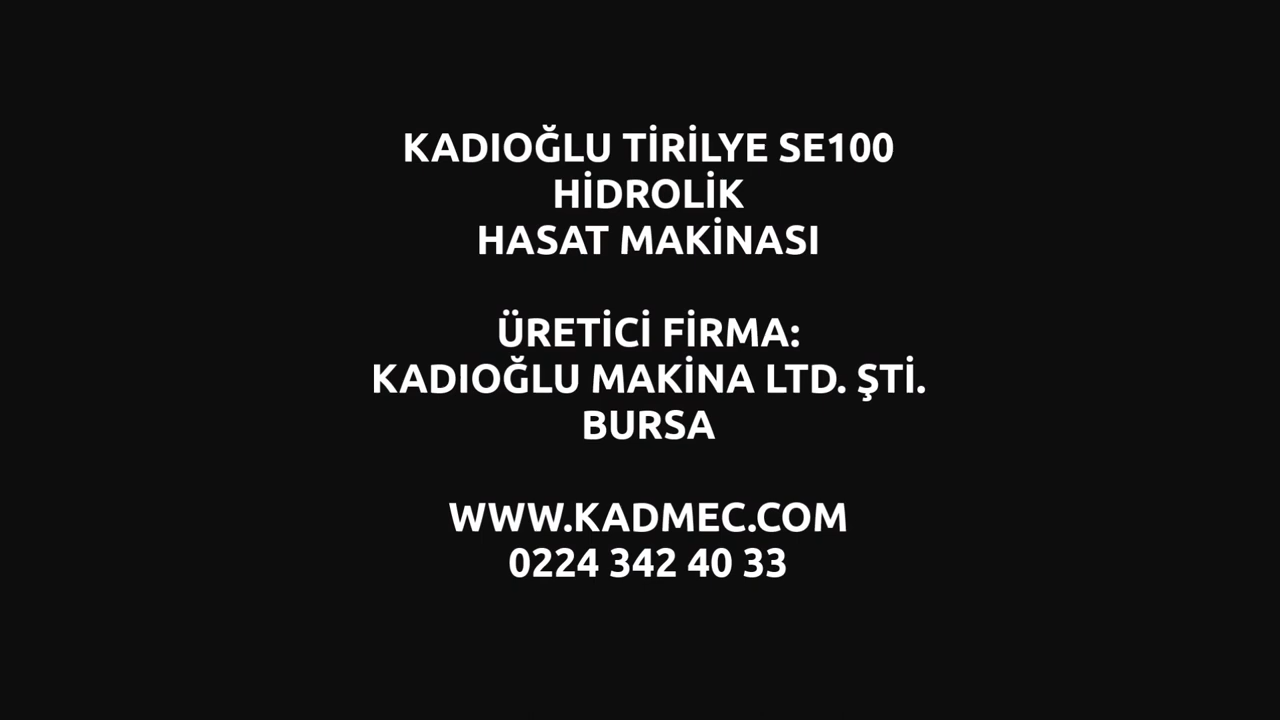 KADIOĞLU TİRİLYE SE100
HİDROLİK
HASAT MAKİNASI
ÜRETİCİ FİRMA:
KADIOĞLU MAKİNA LTD. ŞTİ.
BURSA
WWW.KADMEC.COM
0224 342 40 33